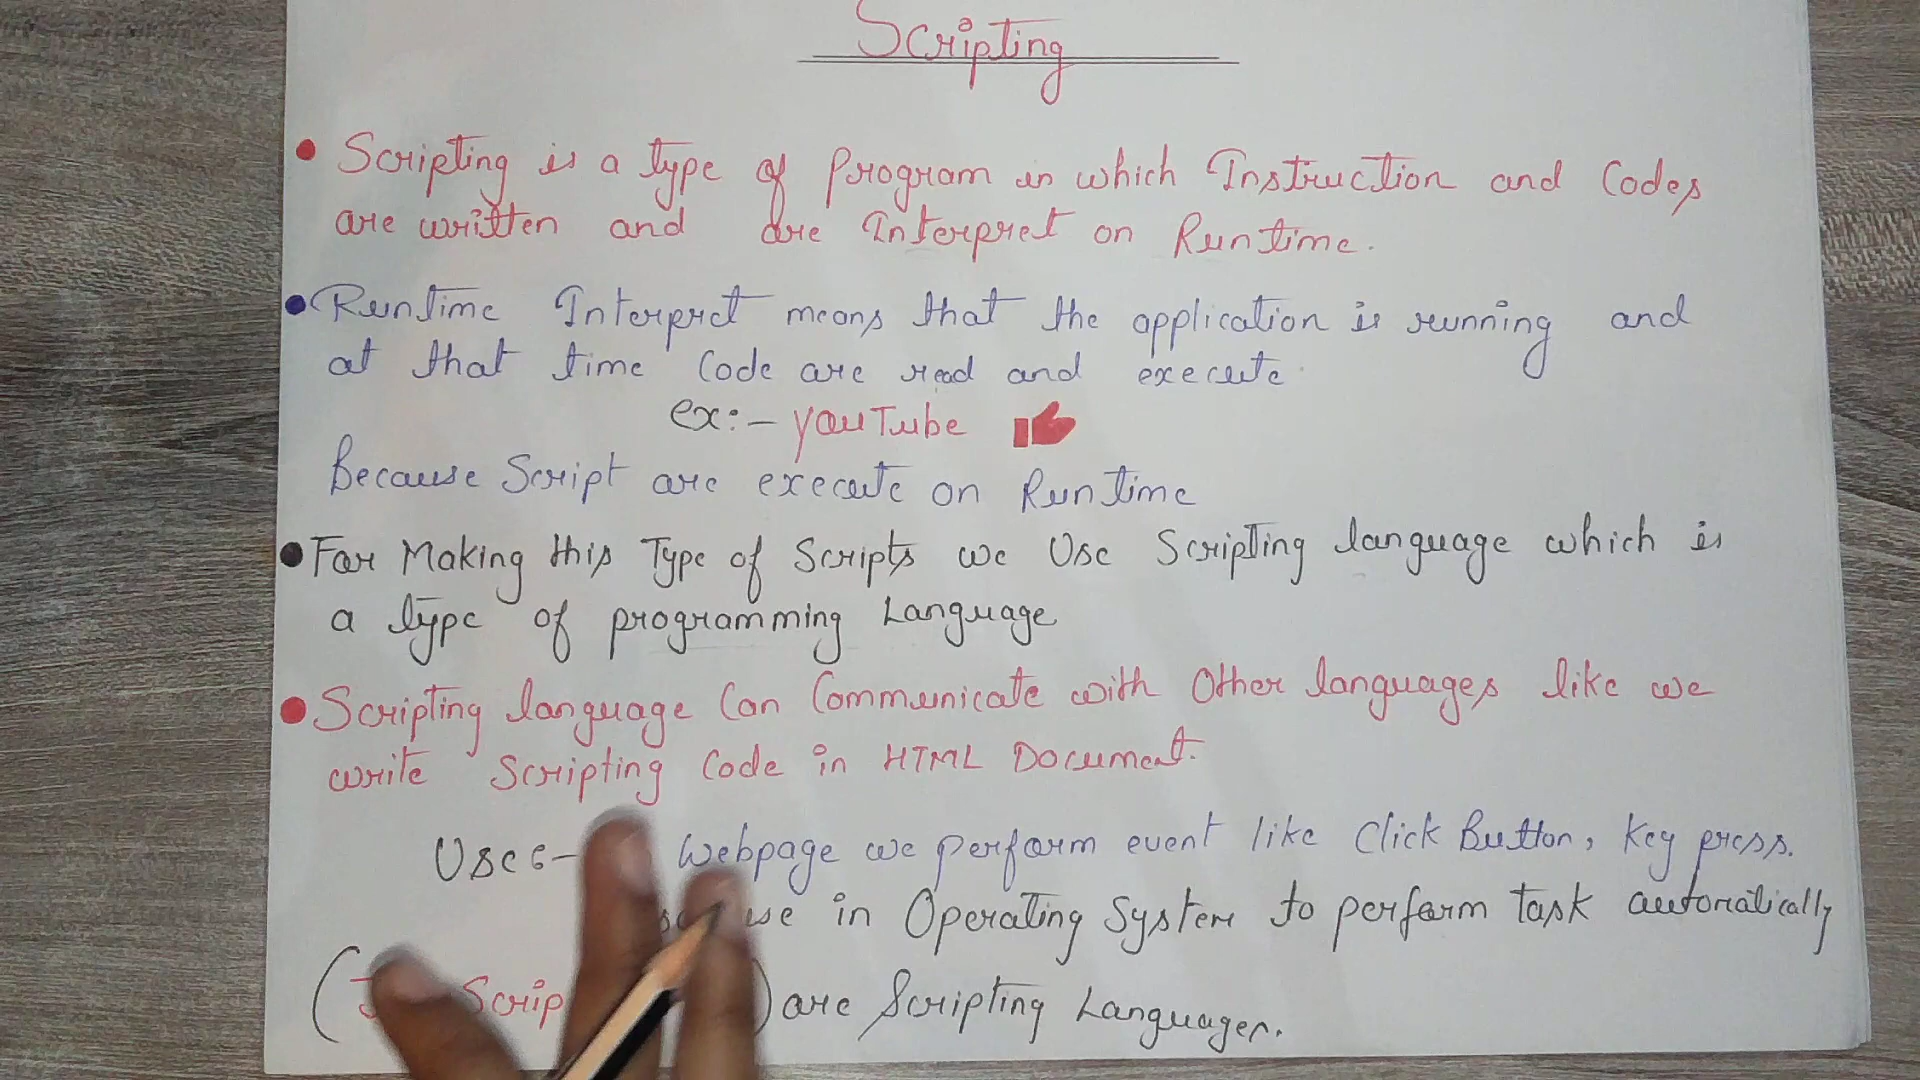 Scripting
Scripting is a type of Program in which Instruction and Codes
are written and are Interpret on Runtime.
Runtime Interpret means that the application is running and
at that time Code are read and execute
ex:- YouTube
Because Script are execute on Runtime
For Making this Type of Scripts we Use Scripting language which is
a type of programming Language
Scripting language Can Communicate with Other languages like we
write Scripting Code in HTML Document.
Use:- Webpage we perform event like Click Button, Key press.
use in Operating System to perform task automatically
( Scrip ) are Scripting Languages.